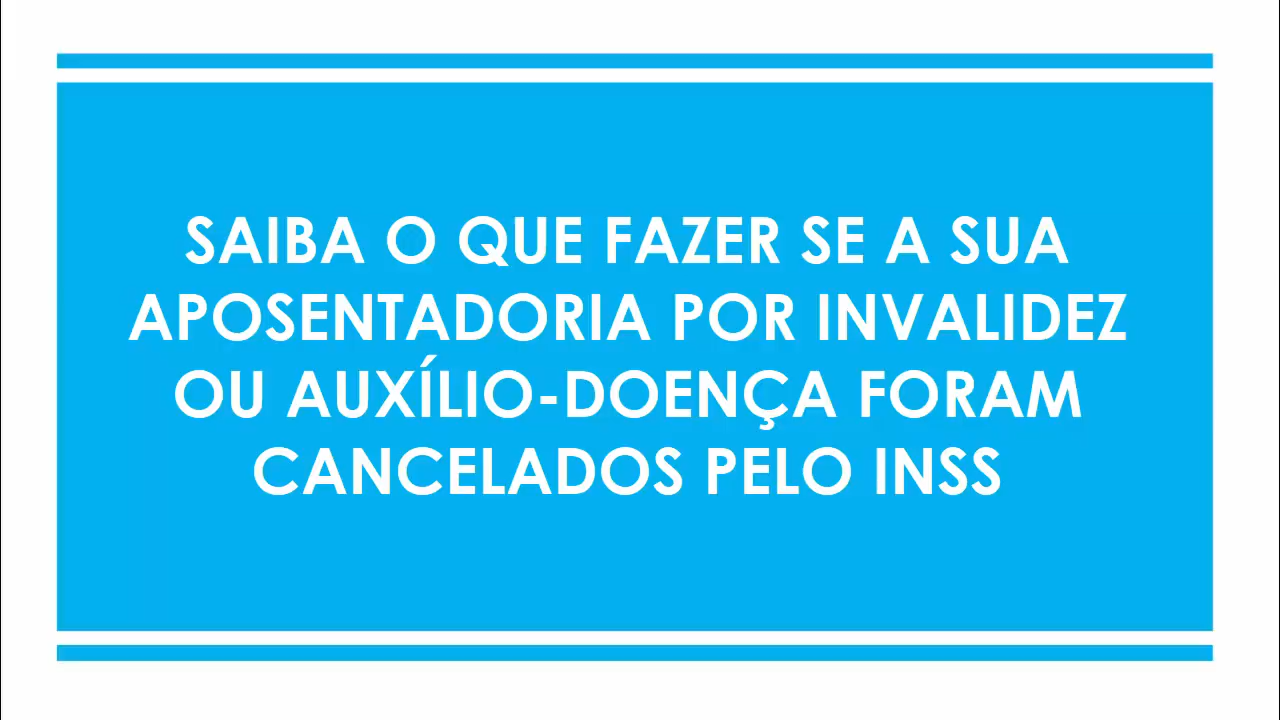 SAIBA O QUE FAZER SE A SUA
APOSENTADORIA POR INVALIDEZ
OU AUXÍLIO-DOENÇA FORAM
CANCELADOS PELO INSS